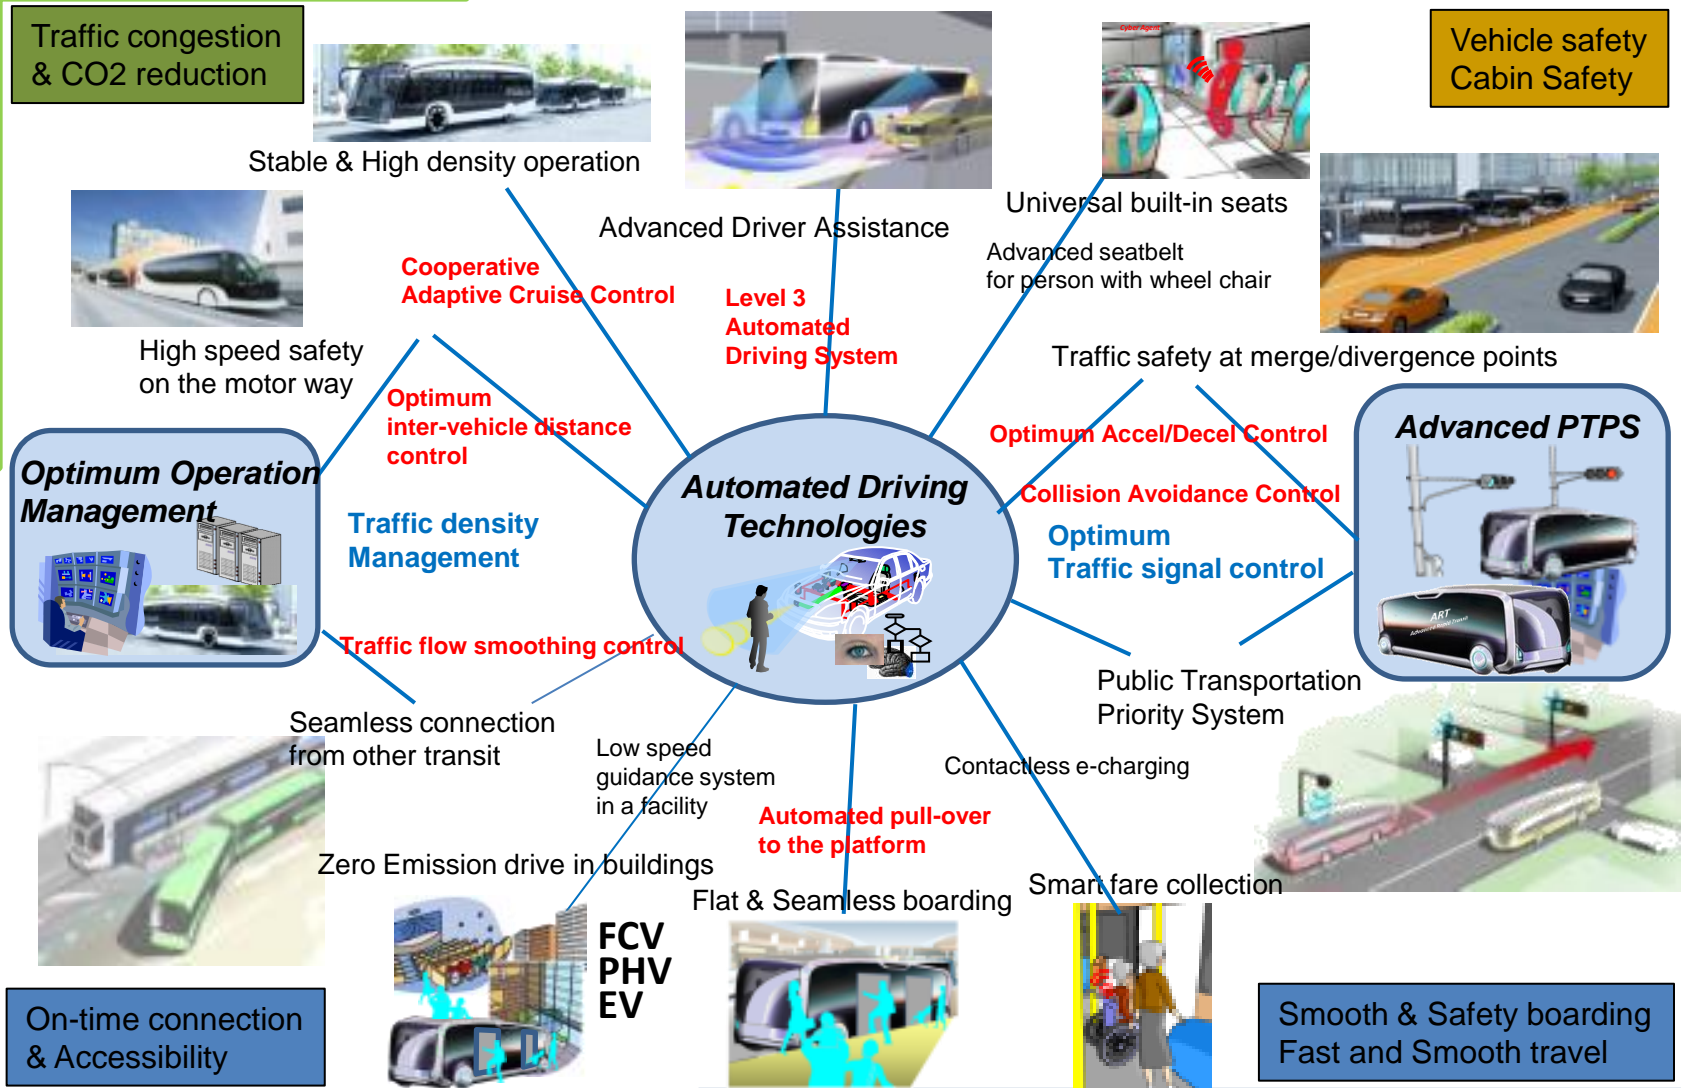 Traffic congestion
& CO2 reduction
Vehicle safety
Cabin Safety
Cyber Agent
Stable & High density operation
Advanced Driver Assistance
Universal built-in seats
Advanced seatbelt
for person with wheel chair
Cooperative
Adaptive Cruise Control
Level 3
Automated
Driving System
High speed safety
on the motor way
Traffic safety at merge/divergence points
Optimum
inter-vehicle distance
control
Optimum Accel/Decel Control
Collision Avoidance Control
Advanced PTPS
Optimum Operation
Management
Automated Driving
Technologies
Traffic density
Management
Optimum
Traffic signal control
ART
Advanced Rapid Transit
Traffic flow smoothing control
Public Transportation
Priority System
Seamless connection
from other transit
Low speed
guidance system
in a facility
Contactless e-charging
Automated pull-over
to the platform
Zero Emission drive in buildings
Flat & Seamless boarding
Smart fare collection
FCV
PHV
EV
On-time connection
& Accessibility
Smooth & Safety boarding
Fast and Smooth travel